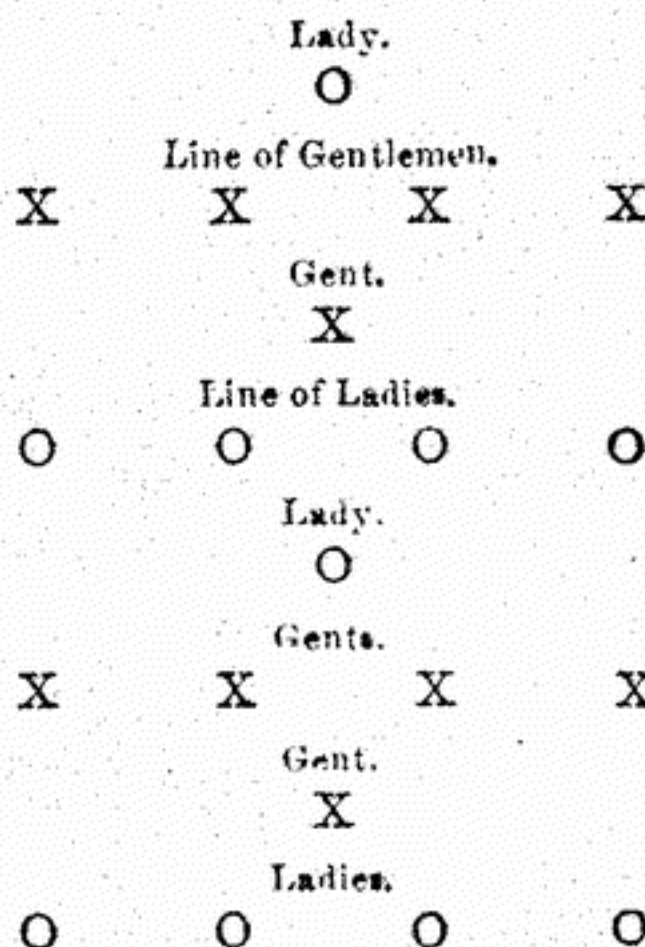 Lady.
O
Line of Gentlemen.
X X X X
Gent.
X
Line of Ladies.
O O O O
Lady.
O
Gents.
X X X X
Gent.
X
Ladies.
O O O O